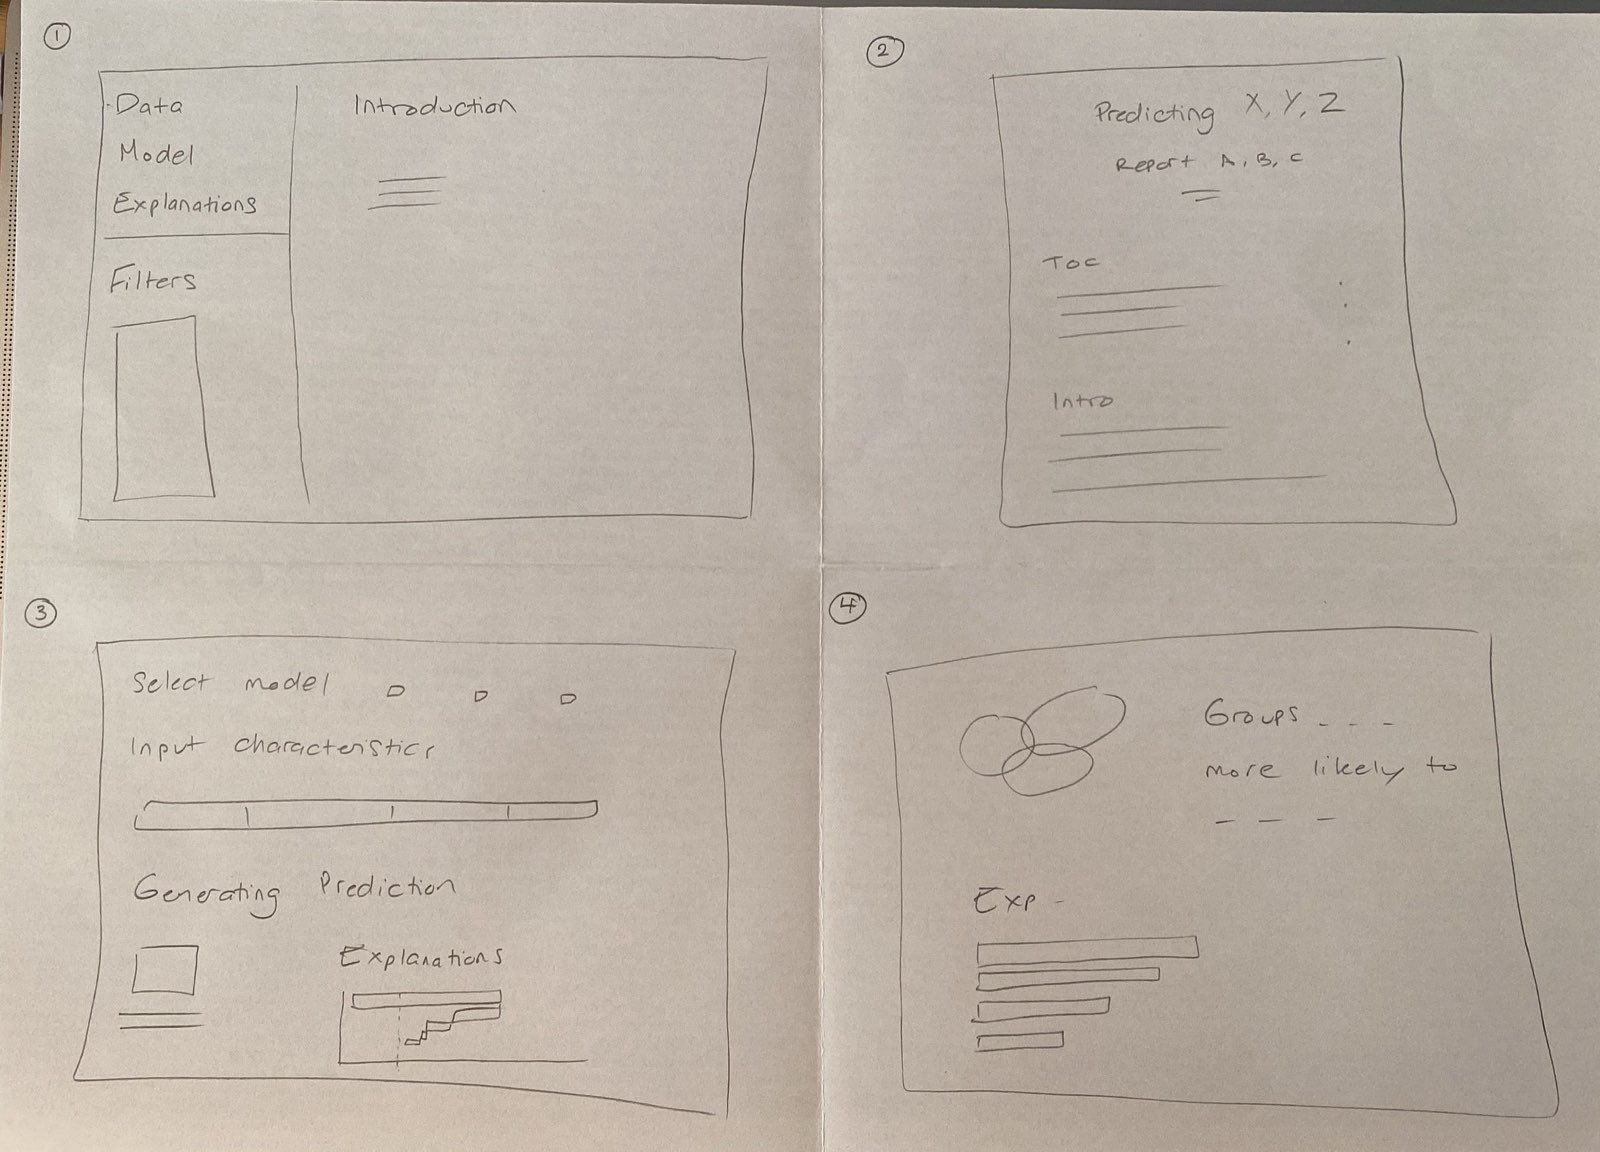 1
Data
Model
Explanations
Filters
Introduction
2
Predicting X, Y, Z
Report A, B, C
TOC
Intro
3
Select model
Input characteristics
Generating Prediction
Explanations
4
Groups _ _ _
more likely to
_ _ _
Exp -